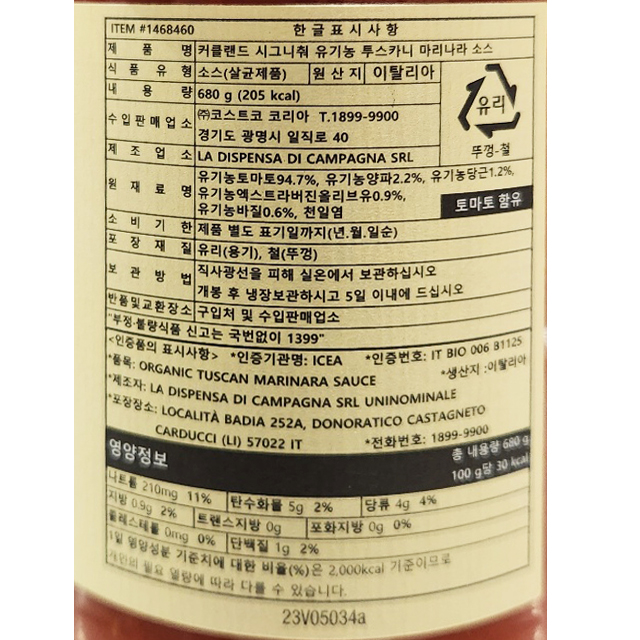 ITEM #1468460 한글표시사항
제품명 커클랜드 시그니춰 유기농 투스카니 마리나라 소스
식품유형 소스(살균제품) 원산지 이탈리아
내용량 680 g (205 kcal)
수입판매업소 ㈜코스트코 코리아 T.1899-9900
경기도 광명시 일직로 40
유리
뚜껑-철
제조업소 LA DISPENSA DI CAMPAGNA SRL
원재료명 유기농토마토94.7%, 유기농양파2.2%, 유기농당근1.2%,
유기농엑스트라버진올리브유0.9%,
유기농바질0.6%, 천일염
토마토 함유
소비기한 제품 별도 표기일까지(년.월.일순)
포장재질 유리(용기), 철(뚜껑)
보관방법 직사광선을 피해 실온에서 보관하십시오
개봉 후 냉장보관하시고 5일 이내에 드십시오
반품및교환장소 구입처 및 수입판매업소
"부정·불량식품 신고는 국번없이 1399"
<인증품의 표시사항> *인증기관명: ICEA *인증번호: IT BIO 006 B1125
*품목: ORGANIC TUSCAN MARINARA SAUCE *생산지 :이탈리아
*제조자: LA DISPENSA DI CAMPAGNA SRL UNINOMINALE
*포장장소: LOCALITÀ BADIA 252A, DONORATICO CASTAGNETO
CARDUCCI (LI) 57022 IT *전화번호: 1899-9900
영양정보 총 내용량 680 g
100 g당 30 kcal
나트륨 210mg 11% 탄수화물 5g 2% 당류 4g 4%
지방 0.9g 2% 트랜스지방 0g 포화지방 0g 0%
콜레스테롤 0mg 0% 단백질 1g 2%
1일 영양성분 기준치에 대한 비율(%)은 2,000kcal 기준이므로
개인의 필요 열량에 따라 다를 수 있습니다.
23V05034a